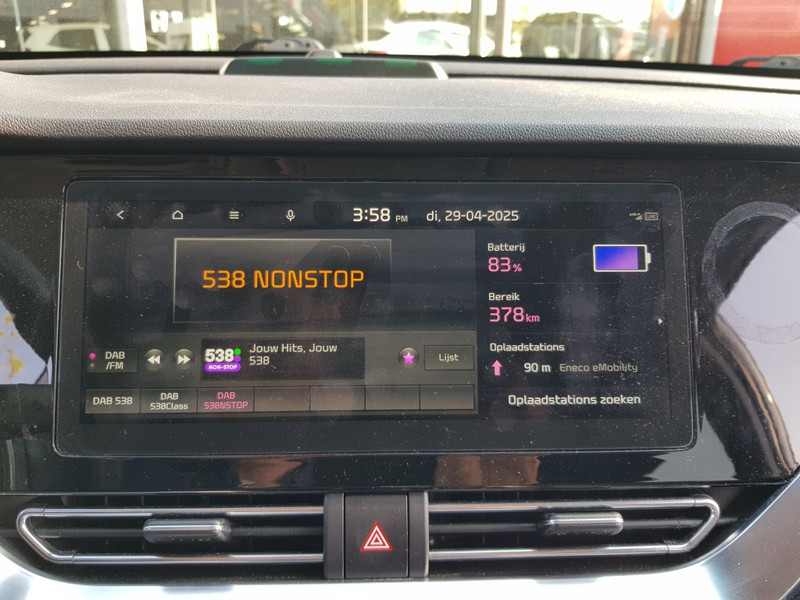 3:58 PM di, 29-04-2025
538 NONSTOP
DAB
/FM
538
NON-STOP
Jouw Hits, Jouw
538
Lijst
DAB 538
DAB
538Class
DAB
538NSTOP
Batterij
83%
Bereik
378km
Oplaadstations
90 m Eneco eMobility
Oplaadstations zoeken